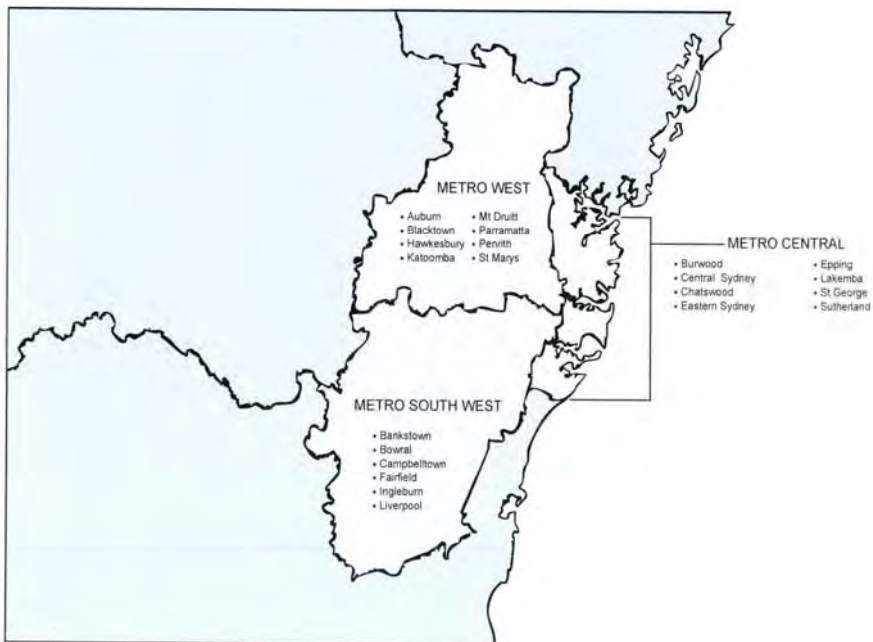 METRO WEST
• Auburn • Mt Druitt
• Blacktown • Parramatta
• Hawkesbury • Penrith
• Katoomba • St Marys
METRO CENTRAL
• Burwood • Epping
• Central Sydney • Lakemba
• Chatswood • St George
• Eastern Sydney • Sutherland
METRO SOUTH WEST
• Bankstown
• Bowral
• Campbelltown
• Fairfield
• Ingleburn
• Liverpool